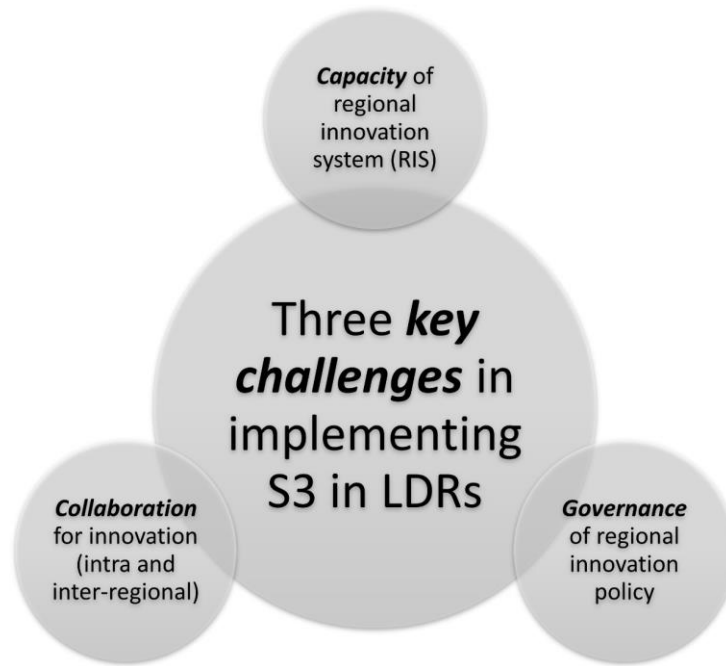 Capacity of
regional
innovation
system (RIS)
Three key
challenges in
implementing
S3 in LDRs
Collaboration
for innovation
(intra and
inter-regional)
Governance
of regional
innovation
policy